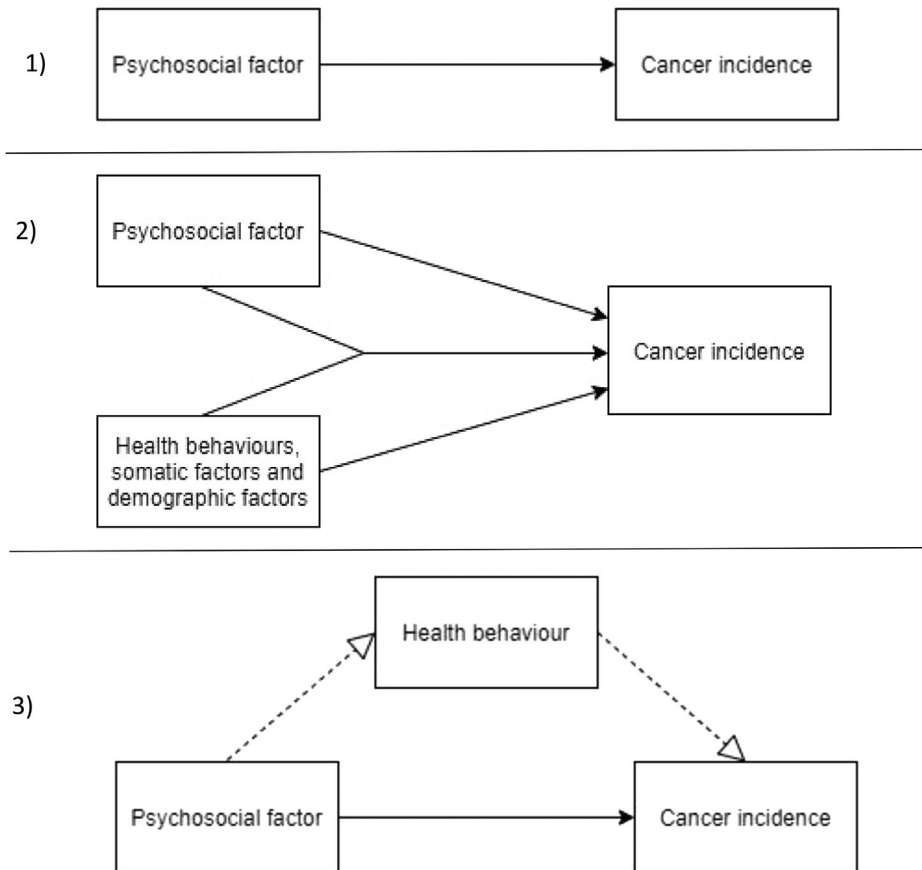 1)
Psychosocial factor
Cancer incidence
2)
Psychosocial factor
Cancer incidence
Health behaviours,
somatic factors and
demographic factors
3)
Health behaviour
Psychosocial factor
Cancer incidence